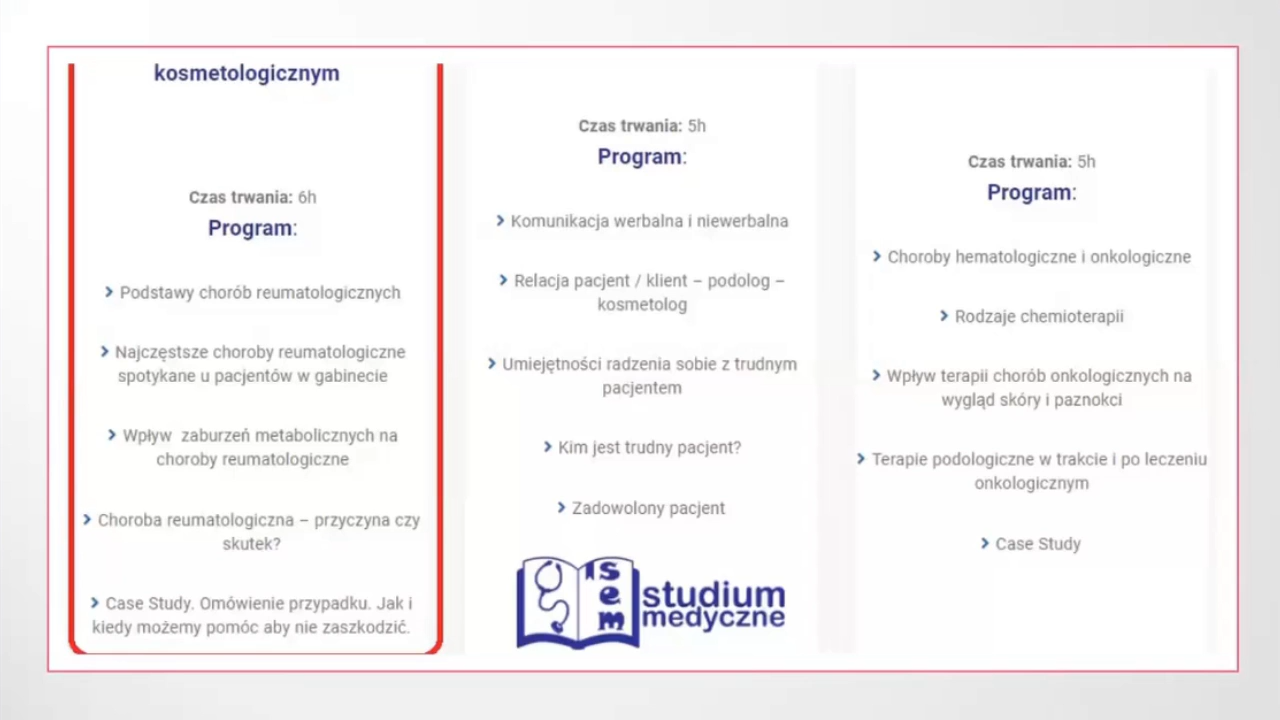 kosmetologicznym
Czas trwania: 6h
Program:
Podstawy chorób reumatologicznych
Najczęstsze choroby reumatologiczne
spotykane u pacjentów w gabinecie
Wpływ zaburzeń metabolicznych na
choroby reumatologiczne
Choroba reumatologiczna – przyczyna czy
skutek?
Case Study. Omówienie przypadku. Jak i
kiedy możemy pomóc aby nie zaszkodzić.
Czas trwania: 5h
Program:
Komunikacja werbalna i niewerbalna
Relacja pacjent / klient – podolog –
kosmetolog
Umiejętności radzenia sobie z trudnym
pacjentem
Kim jest trudny pacjent?
Zadowolony pacjent
sem
studium
medyczne
Czas trwania: 5h
Program:
Choroby hematologiczne i onkologiczne
Rodzaje chemioterapii
Wpływ terapii chorób onkologicznych na
wygląd skóry i paznokci
Terapie podologiczne w trakcie i po leczeniu
onkologicznym
Case Study